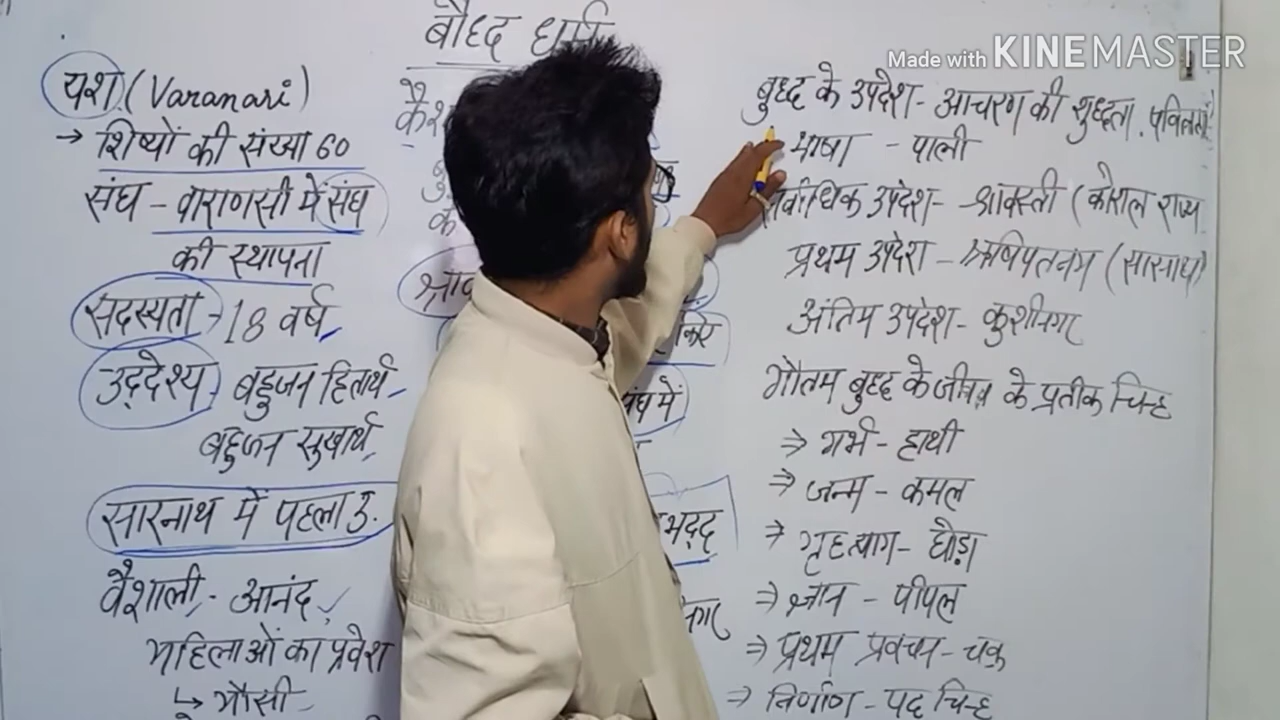 बौद्ध धर्म
Made with KINEMASTER
यश (Varanari)
→ शिष्यों की संख्या 60
संघ - वाराणसी में संघ
की स्थापना
सदस्यता → 18 वर्ष
उद्देश्य - बहुजन हितार्थ
बहुजन सुखार्थ
सारनाथ में पहला उ.
वैशाली - आनंद
महिलाओं का प्रवेश
↳ मौसी -
के
संघ में
बुद्ध के उपदेश - आचरण की शुद्धता, पवित्रता
भाषा - पाली
सर्वाधिक उपदेश - श्रावस्ती (कोशल राज्य
प्रथम उपदेश - ऋषिपतनम (सारनाथ)
अंतिम उपदेश - कुशीनगर
गौतम बुद्ध के जीवन के प्रतीक चिन्ह
⇒ गर्भ - हाथी
⇒ जन्म - कमल
⇒ गृहत्याग - घोड़ा
⇒ ज्ञान - पीपल
⇒ प्रथम प्रवचन - चक्र
⇒ निर्णाण - पद चिन्ह